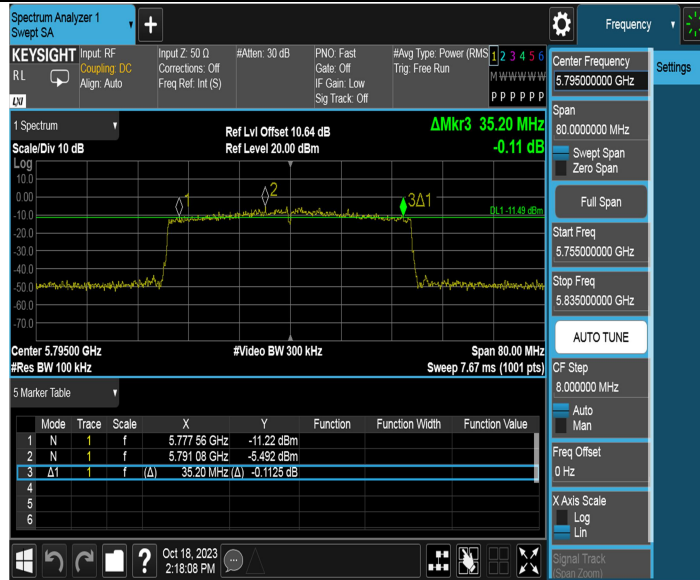 Spectrum Analyzer 1
Swept SA
+
Frequency
KEYSIGHT
RL
LXI
Input: RF
Coupling: DC
Align: Auto
Input Z: 50 Ω
Corrections: Off
Freq Ref: Int (S)
#Atten: 30 dB
PNO: Fast
Gate: Off
IF Gain: Low
Sig Track: Off
#Avg Type: Power (RMS
Trig: Free Run
1 2 3 4 5 6
M W W W W W
P P P P P P
1 Spectrum
Scale/Div 10 dB
Ref Lvl Offset 10.64 dB
Ref Level 20.00 dBm
ΔMkr3 35.20 MHz
-0.11 dB
Log
10.0
0.00
-10.0
-20.0
-30.0
-40.0
-50.0
-60.0
-70.0
1
2
3Δ1
DL1 -11.49 dBm
Center 5.79500 GHz
#Res BW 100 kHz
#Video BW 300 kHz
Span 80.00 MHz
Sweep 7.67 ms (1001 pts)
5 Marker Table
Mode Trace Scale X Y Function Function Width Function Value
1 N 1 f 5.777 56 GHz -11.22 dBm
2 N 1 f 5.791 08 GHz -5.492 dBm
3 Δ1 1 f (Δ) 35.20 MHz (Δ) -0.1125 dB
4
5
6
Oct 18, 2023
2:18:08 PM
?
Center Frequency
5.795000000 GHz
Span
80.0000000 MHz
Swept Span
Zero Span
Full Span
Start Freq
5.755000000 GHz
Stop Freq
5.835000000 GHz
AUTO TUNE
CF Step
8.000000 MHz
Auto
Man
Freq Offset
0 Hz
X Axis Scale
Log
Lin
Signal Track
(Span Zoom)
Settings